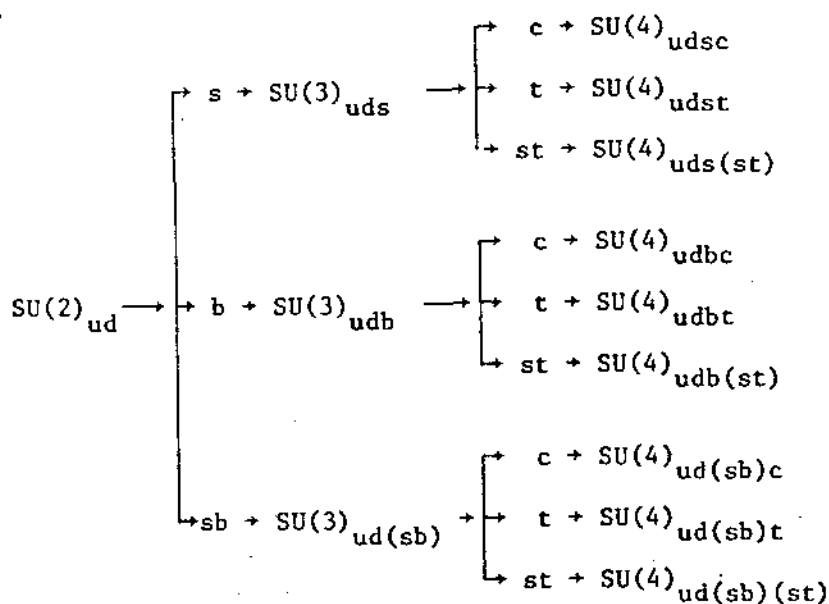 c → SU(4)udsc
s → SU(3)uds → t → SU(4)udst
st → SU(4)uds(st)
c → SU(4)udbc
SU(2)ud → b → SU(3)udb → t → SU(4)udbt
st → SU(4)udb(st)
c → SU(4)ud(sb)c
sb → SU(3)ud(sb) → t → SU(4)ud(sb)t
st → SU(4)ud(sb)(st)